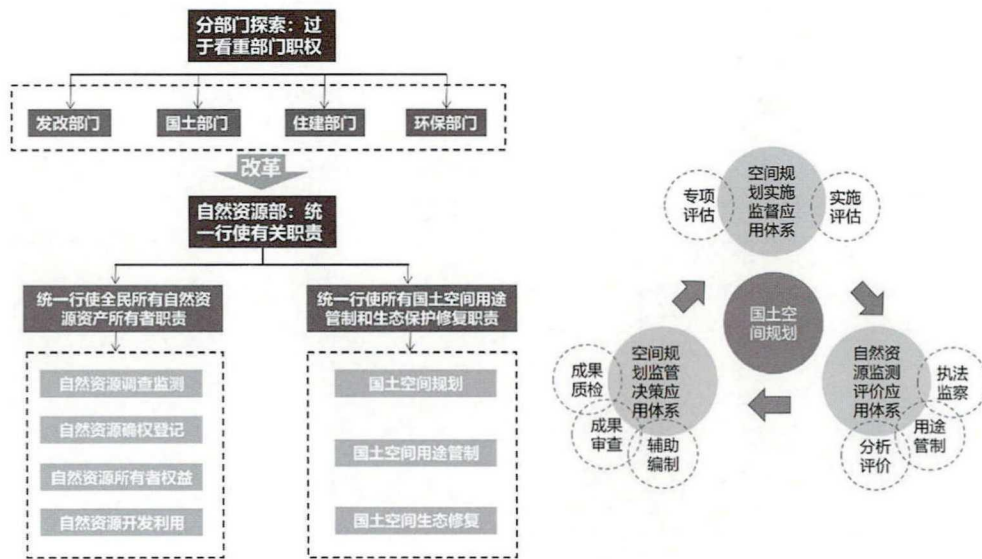 分部门探索：过
于看重部门职权
发改部门
国土部门
住建部门
环保部门
改革
自然资源部：统
一行使有关职责
统一行使全民所有自然资
源资产所有者职责
统一行使所有国土空间用途
管制和生态保护修复职责
自然资源调查监测
自然资源确权登记
自然资源所有者权益
自然资源开发利用
国土空间规划
国土空间用途管制
国土空间生态修复
专项
评估
空间规
划实施
监督应
用体系
实施
评估
国土空
间规划
成果
质检
空间规
划监管
决策应
用体系
成果
审查
辅助
编制
自然资
源监测
评价应
用体系
执法
监察
用途
管制
分析
评价